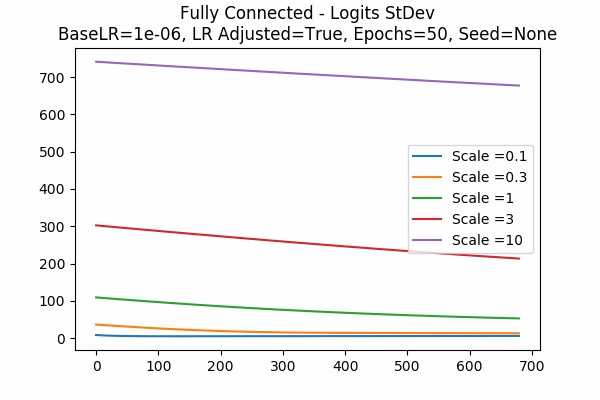 Fully Connected - Logits StDev
BaseLR=1e-06, LR Adjusted=True, Epochs=50, Seed=None
700
600
500
400
300
200
100
0
Scale =0.1
Scale =0.3
Scale =1
Scale =3
Scale =10
0 100 200 300 400 500 600 700